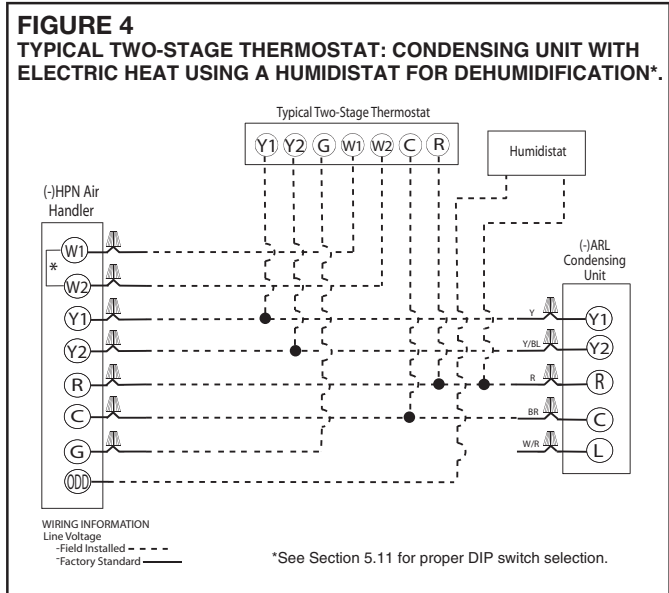 FIGURE 4
TYPICAL TWO-STAGE THERMOSTAT: CONDENSING UNIT WITH
ELECTRIC HEAT USING A HUMIDISTAT FOR DEHUMIDIFICATION*.
Typical Two-Stage Thermostat
Y1 Y2 G W1 W2 C R
Humidistat
(-)HPN Air
Handler
W1
*
W2
Y1
Y2
R
C
G
ODD
(-)ARL
Condensing
Unit
Y Y1
Y/BL Y2
R R
BR C
W/R L
WIRING INFORMATION
Line Voltage
-Field Installed
-Factory Standard
*See Section 5.11 for proper DIP switch selection.